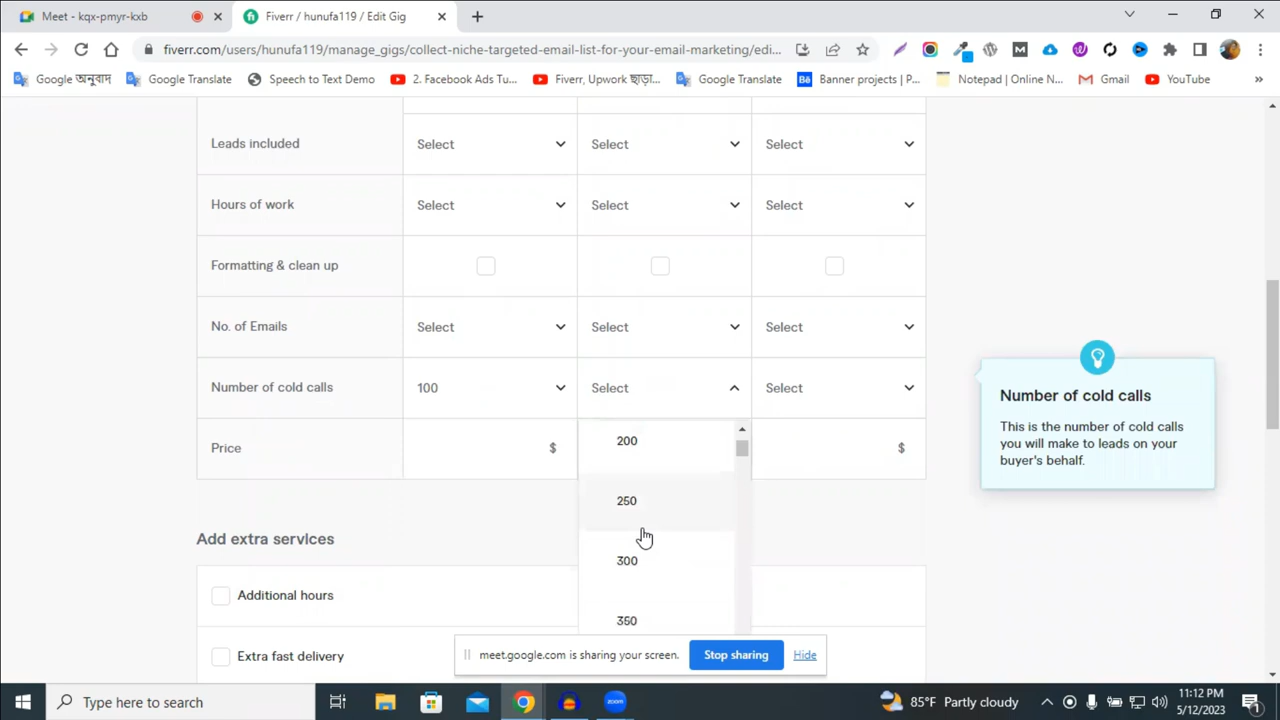 Meet - kqx-pmyr-kxb
Fiverr / hunufa119 / Edit Gig
fiverr.com/users/hunufa119/manage_gigs/collect-niche-targeted-email-list-for-your-email-marketing/edi...
Google অনুবাদ
Google Translate
Speech to Text Demo
2. Facebook Ads Tu...
Fiverr, Upwork ছাড়া...
Google Translate
Banner projects | P...
Notepad | Online N...
Gmail
YouTube
»
Leads included Select Select Select
Hours of work Select Select Select
Formatting & clean up
No. of Emails Select Select Select
Number of cold calls 100 Select Select
Price $ $
200
250
300
350
Number of cold calls
This is the number of cold calls
you will make to leads on your
buyer's behalf.
Add extra services
Additional hours
Extra fast delivery
meet.google.com is sharing your screen. Stop sharing Hide
Type here to search
zoom
85°F Partly cloudy
11:12 PM
5/12/2023
1